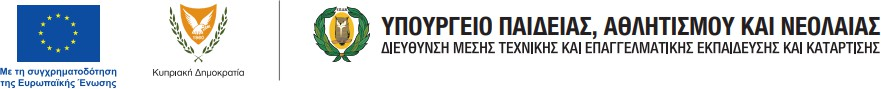 Με τη συγχρηματοδότηση
της Ευρωπαϊκής Ένωσης
Κυπριακή Δημοκρατία
ΥΠΟΥΡΓΕΙΟ ΠΑΙΔΕΙΑΣ, ΑΘΛΗΤΙΣΜΟΥ ΚΑΙ ΝΕΟΛΑΙΑΣ
ΔΙΕΥΘΥΝΣΗ ΜΕΣΗΣ ΤΕΧΝΙΚΗΣ ΚΑΙ ΕΠΑΓΓΕΛΜΑΤΙΚΗΣ ΕΚΠΑΙΔΕΥΣΗΣ ΚΑΙ ΚΑΤΑΡΤΙΣΗΣ